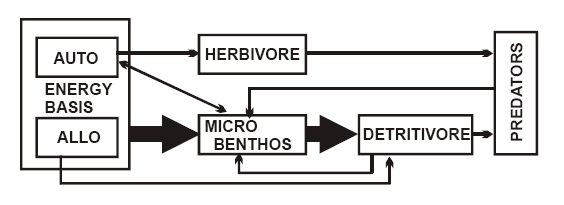 AUTO
ENERGY
BASIS
ALLO
HERBIVORE
MICRO
BENTHOS
DETRITIVORE
PREDATORS